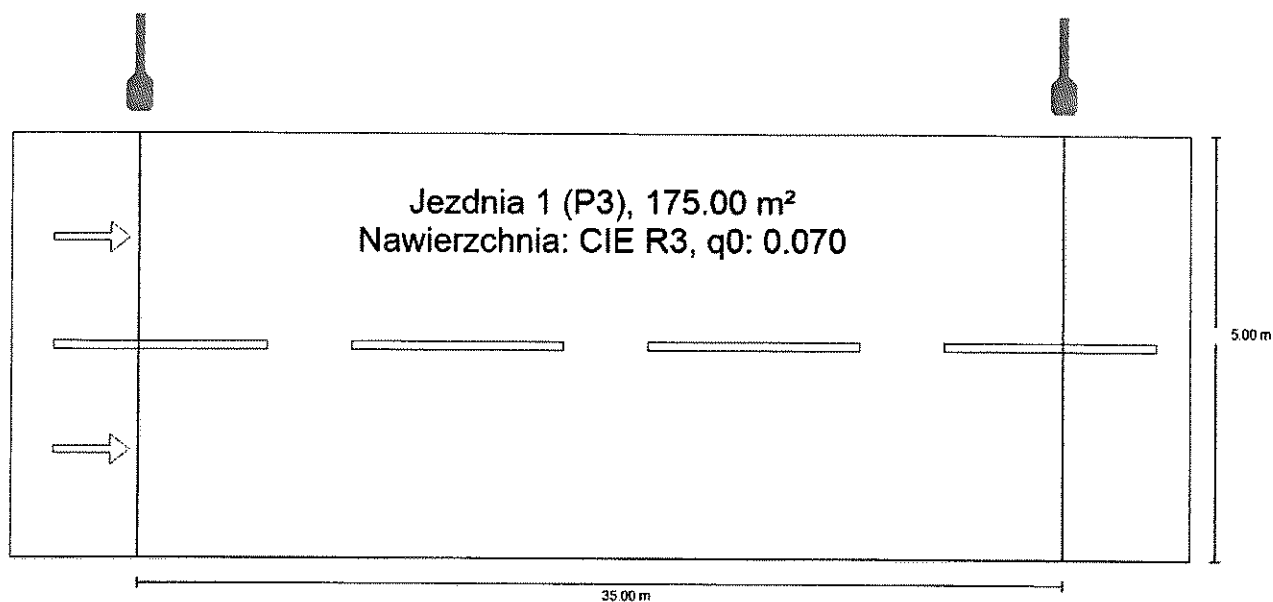 Jezdnia 1 (P3), 175.00 m²
Nawierzchnia: CIE R3, q0: 0.070
5.00 m
35.00 m